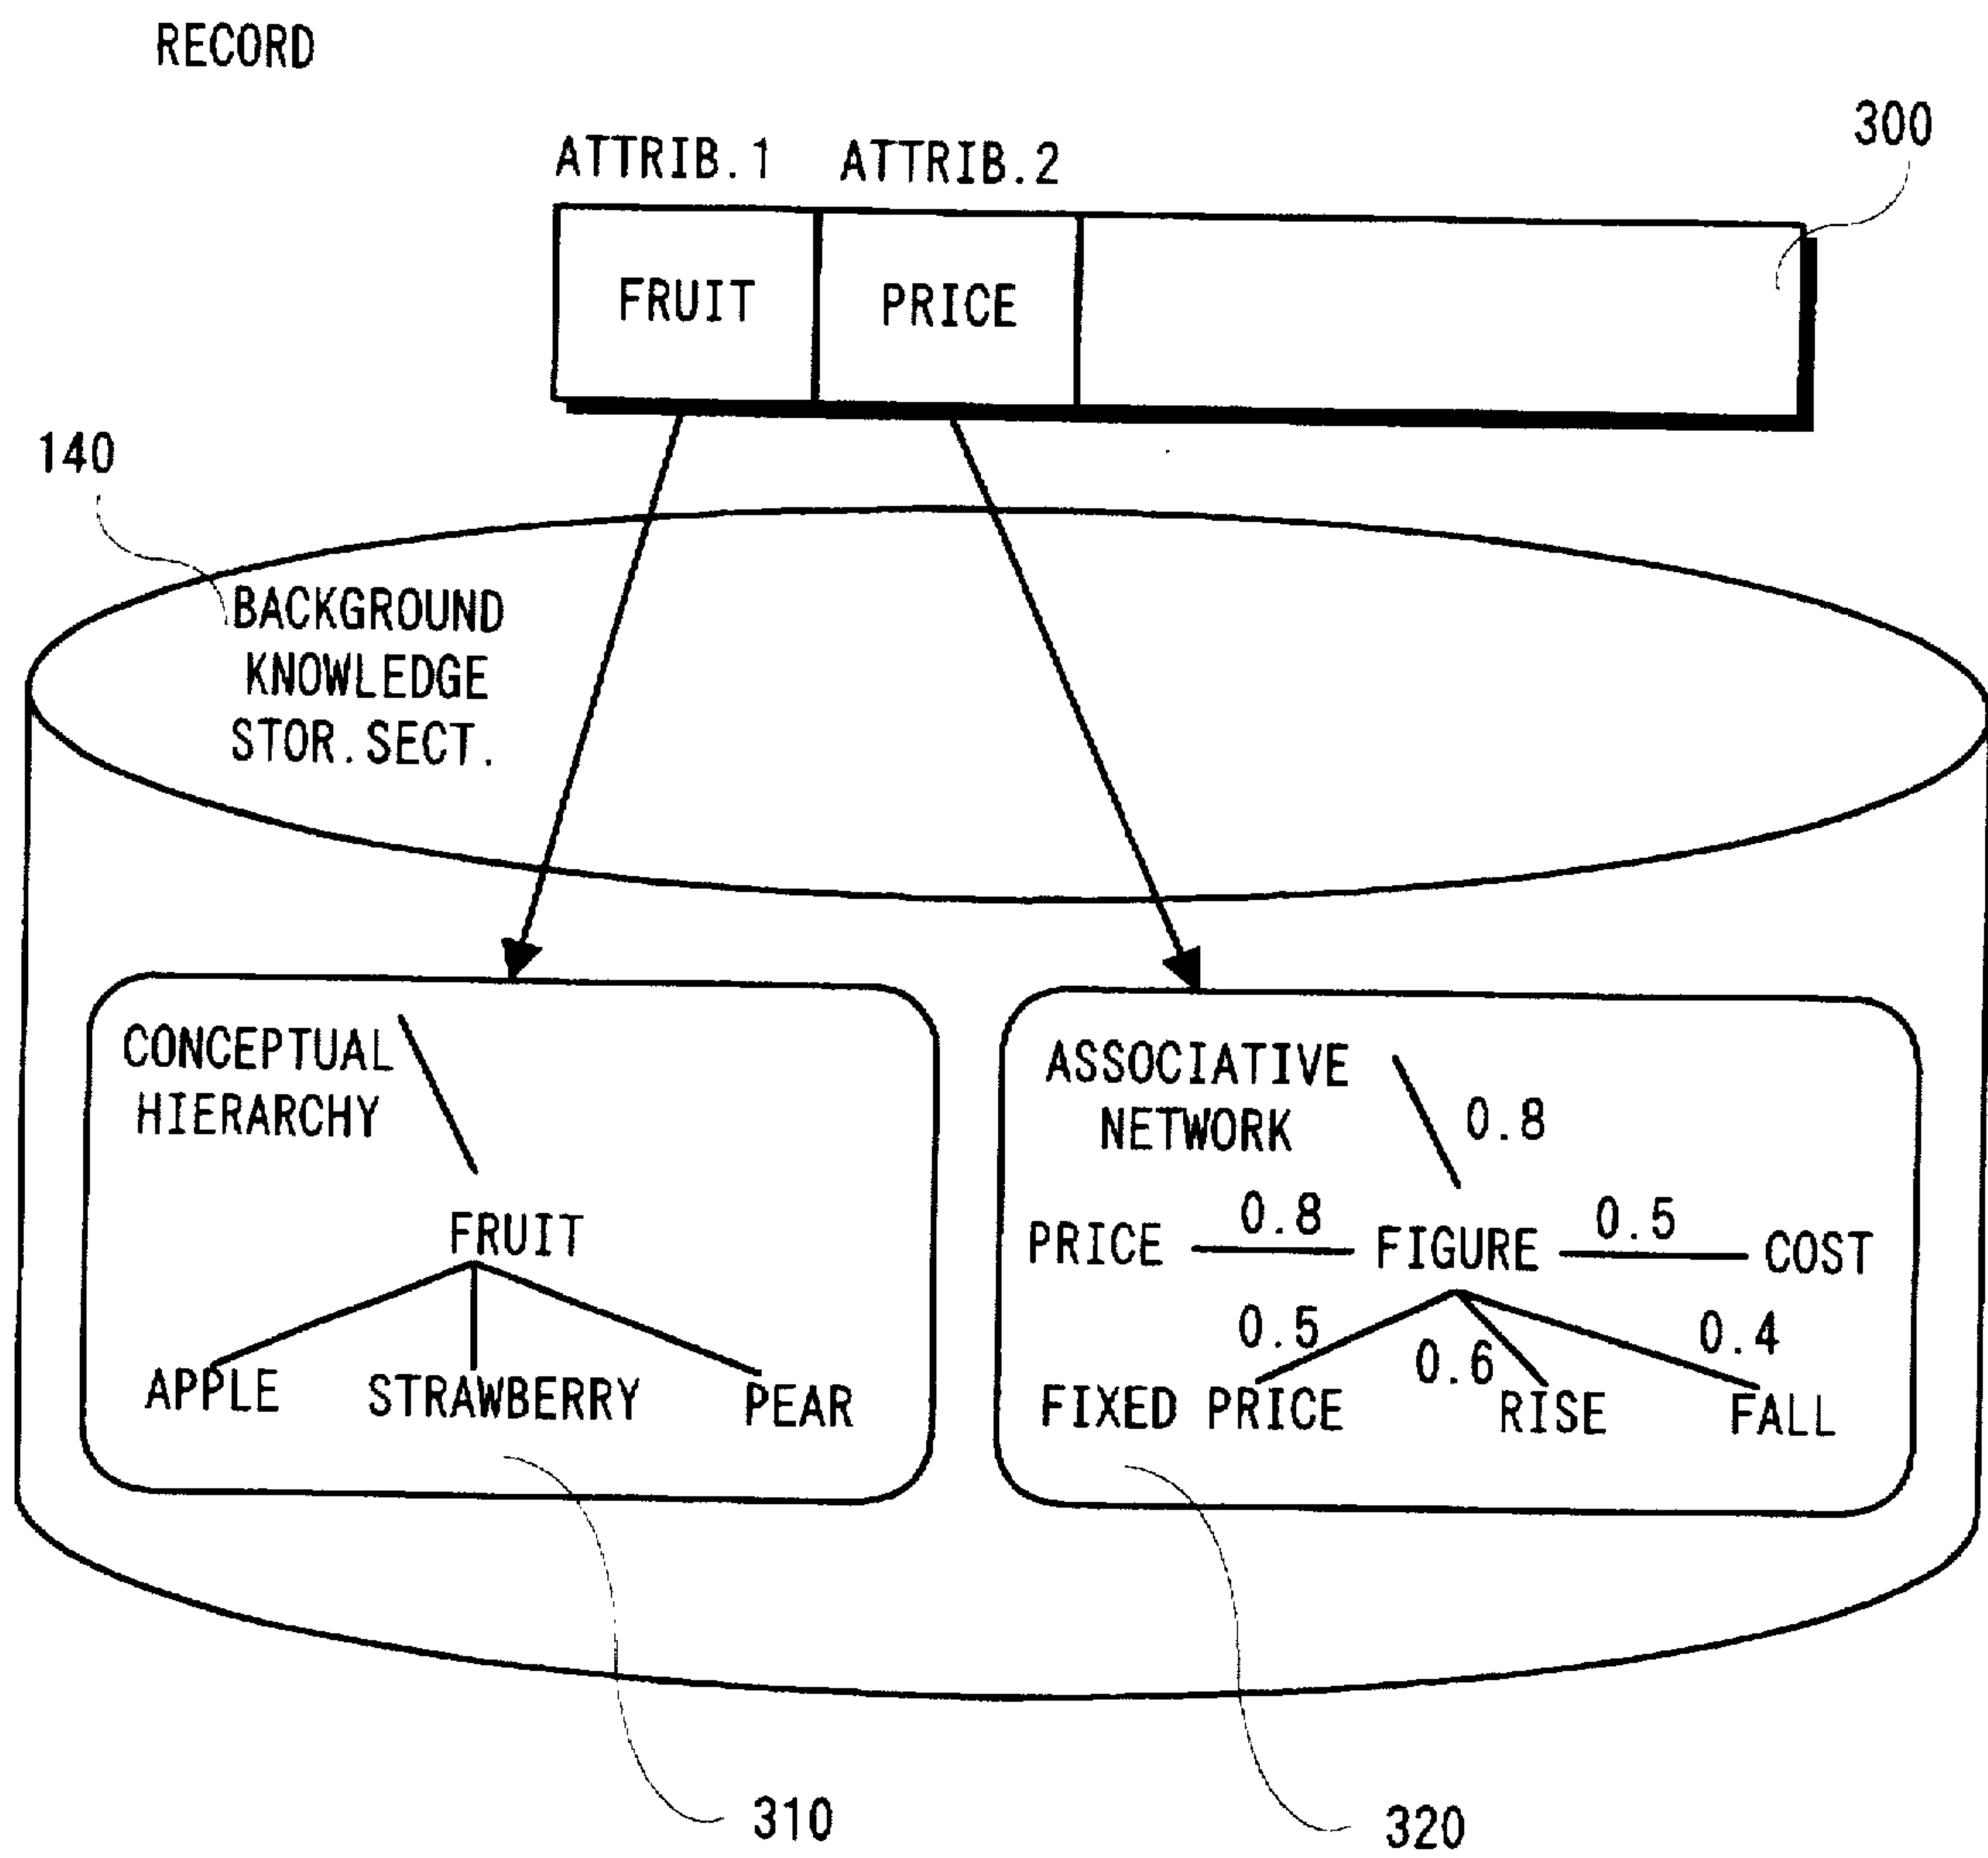 RECORD
300
ATTRIB.1 ATTRIB.2
FRUIT PRICE
140
BACKGROUND
KNOWLEDGE
STOR.SECT.
CONCEPTUAL
HIERARCHY
FRUIT
APPLE STRAWBERRY PEAR
ASSOCIATIVE
NETWORK
0.8
PRICE 0.8 FIGURE 0.5 COST
0.5 0.6 0.4
FIXED PRICE RISE FALL
310
320